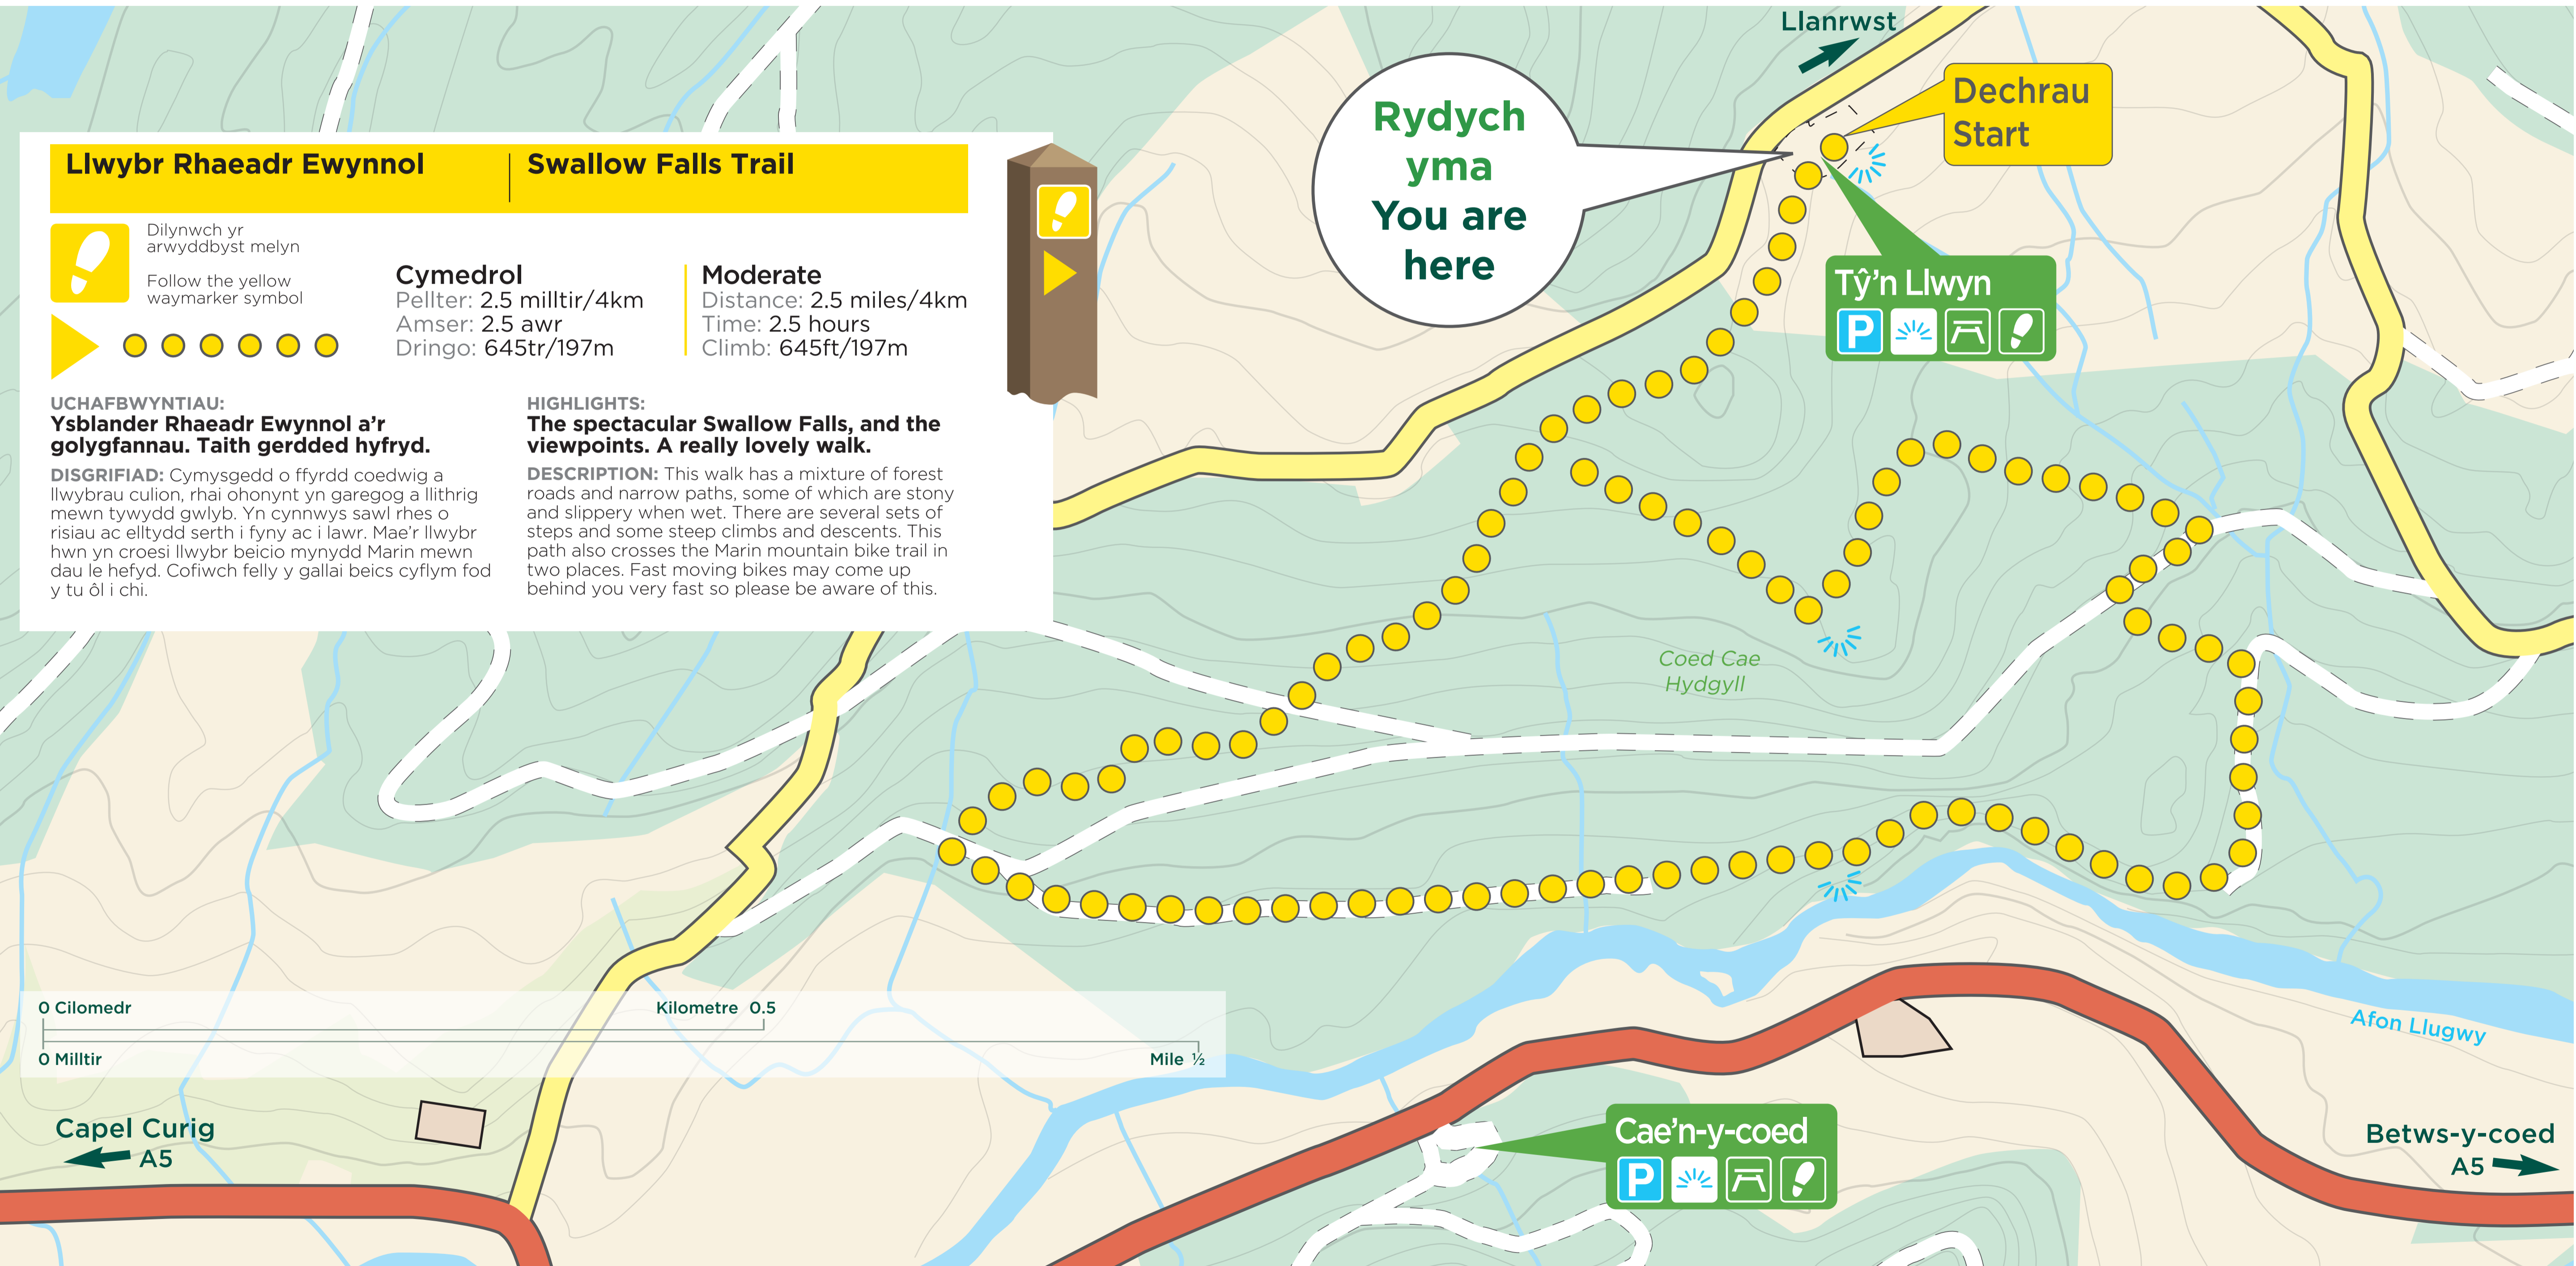 Llanrwst
Rydych
yma
You are
here
Dechrau
Start
Tŷ'n Llwyn
P
Llwybr Rhaeadr Ewynnol
Swallow Falls Trail
Dilynwch yr
arwyddbyst melyn
Follow the yellow
waymarker symbol
Cymedrol
Pellter: 2.5 milltir/4km
Amser: 2.5 awr
Dringo: 645tr/197m
Moderate
Distance: 2.5 miles/4km
Time: 2.5 hours
Climb: 645ft/197m
UCHAFBWYNTIAU:
Ysblander Rhaeadr Ewynnol a'r
golygfannau. Taith gerdded hyfryd.
DISGRIFIAD: Cymysgedd o ffyrdd coedwig a
llwybrau culion, rhai ohonynt yn garegog a llithrig
mewn tywydd gwlyb. Yn cynnwys sawl rhes o
risiau ac elltydd serth i fyny ac i lawr. Mae'r llwybr
hwn yn croesi llwybr beicio mynydd Marin mewn
dau le hefyd. Cofiwch felly y gallai beics cyflym fod
y tu ôl i chi.
HIGHLIGHTS:
The spectacular Swallow Falls, and the
viewpoints. A really lovely walk.
DESCRIPTION: This walk has a mixture of forest
roads and narrow paths, some of which are stony
and slippery when wet. There are several sets of
steps and some steep climbs and descents. This
path also crosses the Marin mountain bike trail in
two places. Fast moving bikes may come up
behind you very fast so please be aware of this.
Coed Cae
Hydgyll
0 Cilomedr
Kilometre 0.5
0 Milltir
Mile ½
Afon Llugwy
Capel Curig
A5
Cae'n-y-coed
P
Betws-y-coed
A5